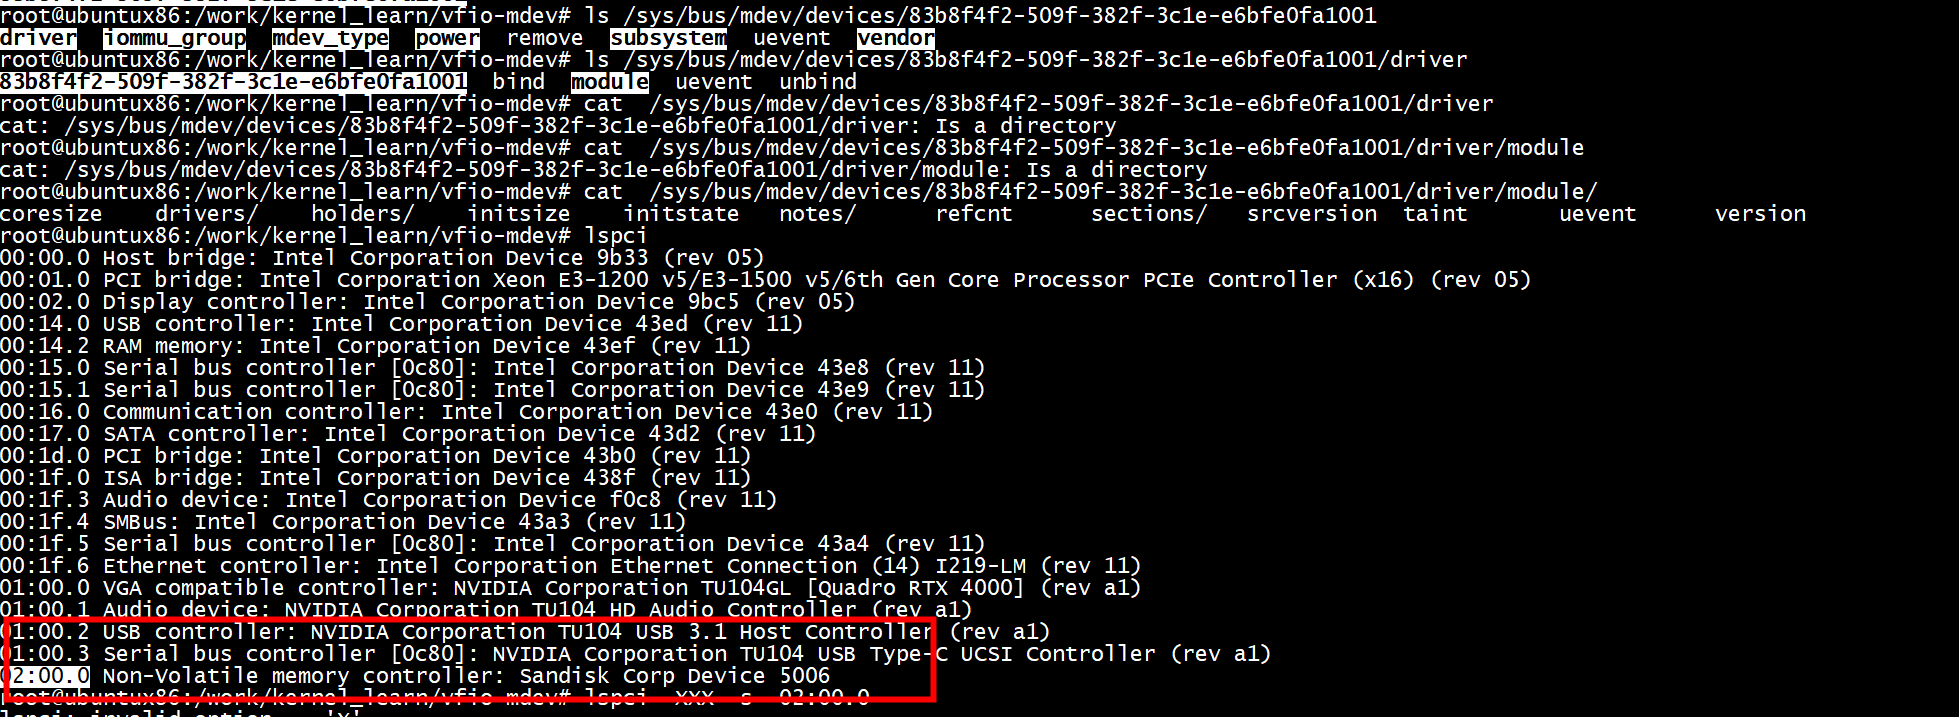 root@ubuntux86:/work/kernel_learn/vfio-mdev# ls /sys/bus/mdev/devices/83b8f4f2-509f-382f-3c1e-e6bfe0fa1001
driver  iommu_group  mdev_type  power  remove  subsystem  uevent  vendor
root@ubuntux86:/work/kernel_learn/vfio-mdev# ls /sys/bus/mdev/devices/83b8f4f2-509f-382f-3c1e-e6bfe0fa1001/driver
83b8f4f2-509f-382f-3c1e-e6bfe0fa1001  bind  module  uevent  unbind
root@ubuntux86:/work/kernel_learn/vfio-mdev# cat  /sys/bus/mdev/devices/83b8f4f2-509f-382f-3c1e-e6bfe0fa1001/driver
cat: /sys/bus/mdev/devices/83b8f4f2-509f-382f-3c1e-e6bfe0fa1001/driver: Is a directory
root@ubuntux86:/work/kernel_learn/vfio-mdev# cat  /sys/bus/mdev/devices/83b8f4f2-509f-382f-3c1e-e6bfe0fa1001/driver/module
cat: /sys/bus/mdev/devices/83b8f4f2-509f-382f-3c1e-e6bfe0fa1001/driver/module: Is a directory
root@ubuntux86:/work/kernel_learn/vfio-mdev# cat  /sys/bus/mdev/devices/83b8f4f2-509f-382f-3c1e-e6bfe0fa1001/driver/module/
coresize    drivers/    holders/    initsize    initstate   notes/      refcnt      sections/   srcversion  taint       uevent      version
root@ubuntux86:/work/kernel_learn/vfio-mdev# lspci
00:00.0 Host bridge: Intel Corporation Device 9b33 (rev 05)
00:01.0 PCI bridge: Intel Corporation Xeon E3-1200 v5/E3-1500 v5/6th Gen Core Processor PCIe Controller (x16) (rev 05)
00:02.0 Display controller: Intel Corporation Device 9bc5 (rev 05)
00:14.0 USB controller: Intel Corporation Device 43ed (rev 11)
00:14.2 RAM memory: Intel Corporation Device 43ef (rev 11)
00:15.0 Serial bus controller [0c80]: Intel Corporation Device 43e8 (rev 11)
00:15.1 Serial bus controller [0c80]: Intel Corporation Device 43e9 (rev 11)
00:16.0 Communication controller: Intel Corporation Device 43e0 (rev 11)
00:17.0 SATA controller: Intel Corporation Device 43d2 (rev 11)
00:1d.0 PCI bridge: Intel Corporation Device 43b0 (rev 11)
00:1f.0 ISA bridge: Intel Corporation Device 438f (rev 11)
00:1f.3 Audio device: Intel Corporation Device f0c8 (rev 11)
00:1f.4 SMBus: Intel Corporation Device 43a3 (rev 11)
00:1f.5 Serial bus controller [0c80]: Intel Corporation Device 43a4 (rev 11)
00:1f.6 Ethernet controller: Intel Corporation Ethernet Connection (14) I219-LM (rev 11)
01:00.0 VGA compatible controller: NVIDIA Corporation TU104GL [Quadro RTX 4000] (rev a1)
01:00.1 Audio device: NVIDIA Corporation TU104 HD Audio Controller (rev a1)
01:00.2 USB controller: NVIDIA Corporation TU104 USB 3.1 Host Controller (rev a1)
01:00.3 Serial bus controller [0c80]: NVIDIA Corporation TU104 USB Type-C UCSI Controller (rev a1)
02:00.0 Non-Volatile memory controller: Sandisk Corp Device 5006
root@ubuntux86:/work/kernel_learn/vfio-mdev# lspci -XXX -s  02:00.0
lspci: invalid option -- 'X'